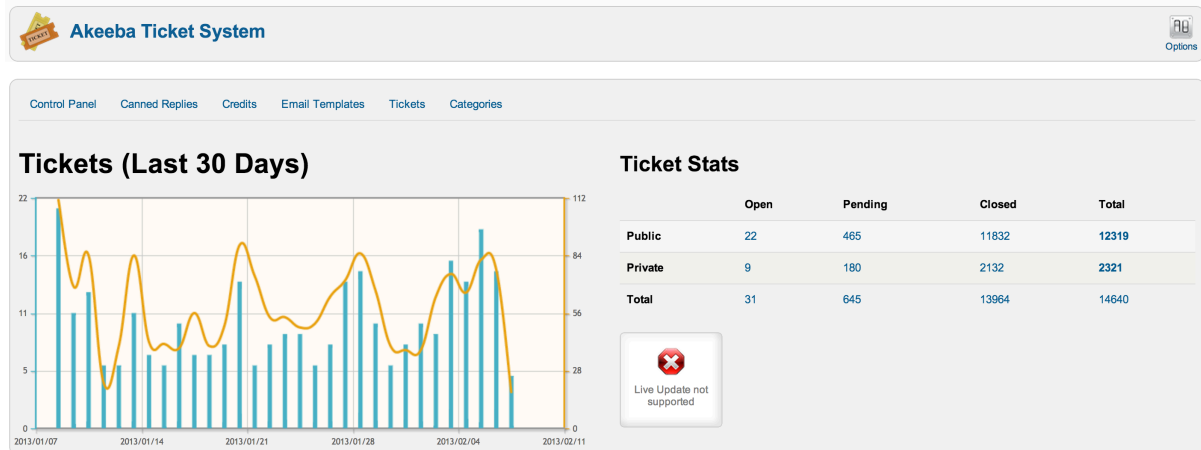 TICKET
Akeeba Ticket System
Options
Control Panel Canned Replies Credits Email Templates Tickets Categories
Tickets (Last 30 Days)
22
16
11
5
0
112
84
56
28
0
2013/01/07 2013/01/14 2013/01/21 2013/01/28 2013/02/04 2013/02/11
Ticket Stats
Open Pending Closed Total
Public 22 465 11832 12319
Private 9 180 2132 2321
Total 31 645 13964 14640
Live Update not
supported